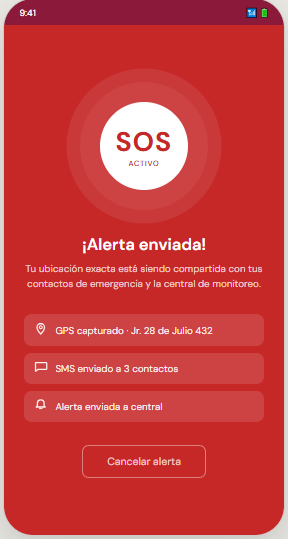 9:41
SOS
ACTIVO
¡Alerta enviada!
Tu ubicación exacta está siendo compartida con tus
contactos de emergencia y la central de monitoreo.
GPS capturado · Jr. 28 de Julio 432
SMS enviado a 3 contactos
Alerta enviada a central
Cancelar alerta